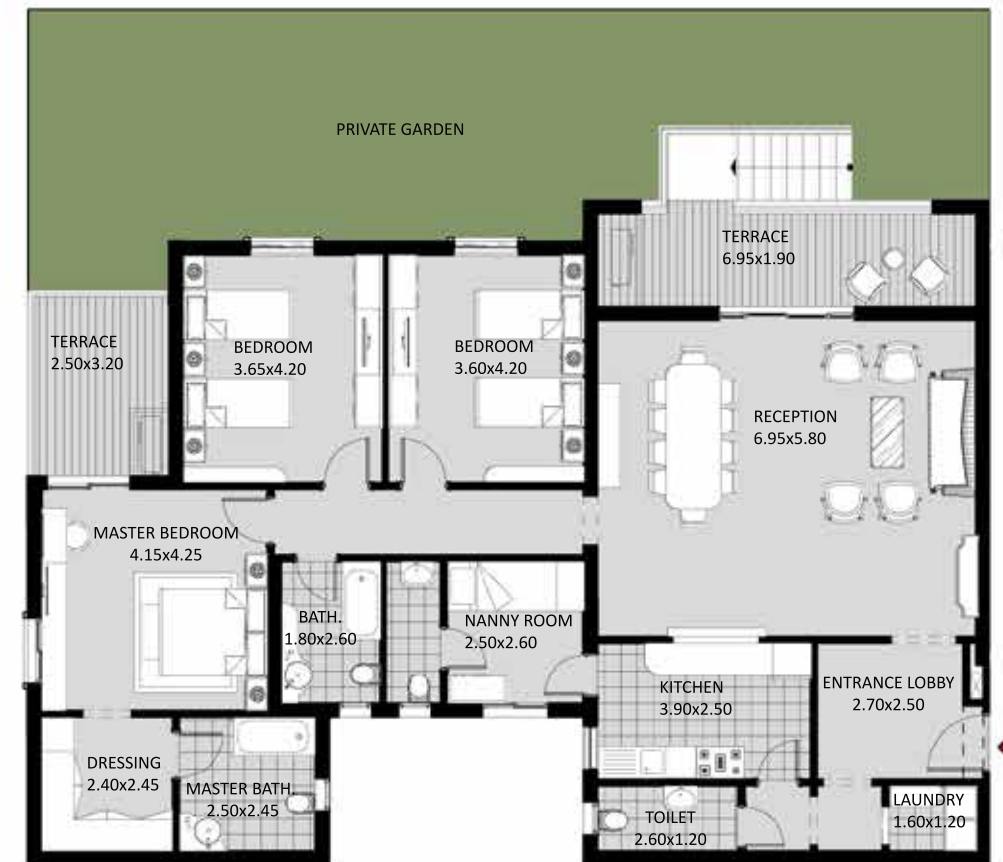 PRIVATE GARDEN
TERRACE
6.95x1.90
TERRACE
2.50x3.20
BEDROOM
3.65x4.20
BEDROOM
3.60x4.20
RECEPTION
6.95x5.80
MASTER BEDROOM
4.15x4.25
BATH.
1.80x2.60
NANNY ROOM
2.50x2.60
KITCHEN
3.90x2.50
ENTRANCE LOBBY
2.70x2.50
DRESSING
2.40x2.45
MASTER BATH.
2.50x2.45
TOILET
2.60x1.20
LAUNDRY
1.60x1.20